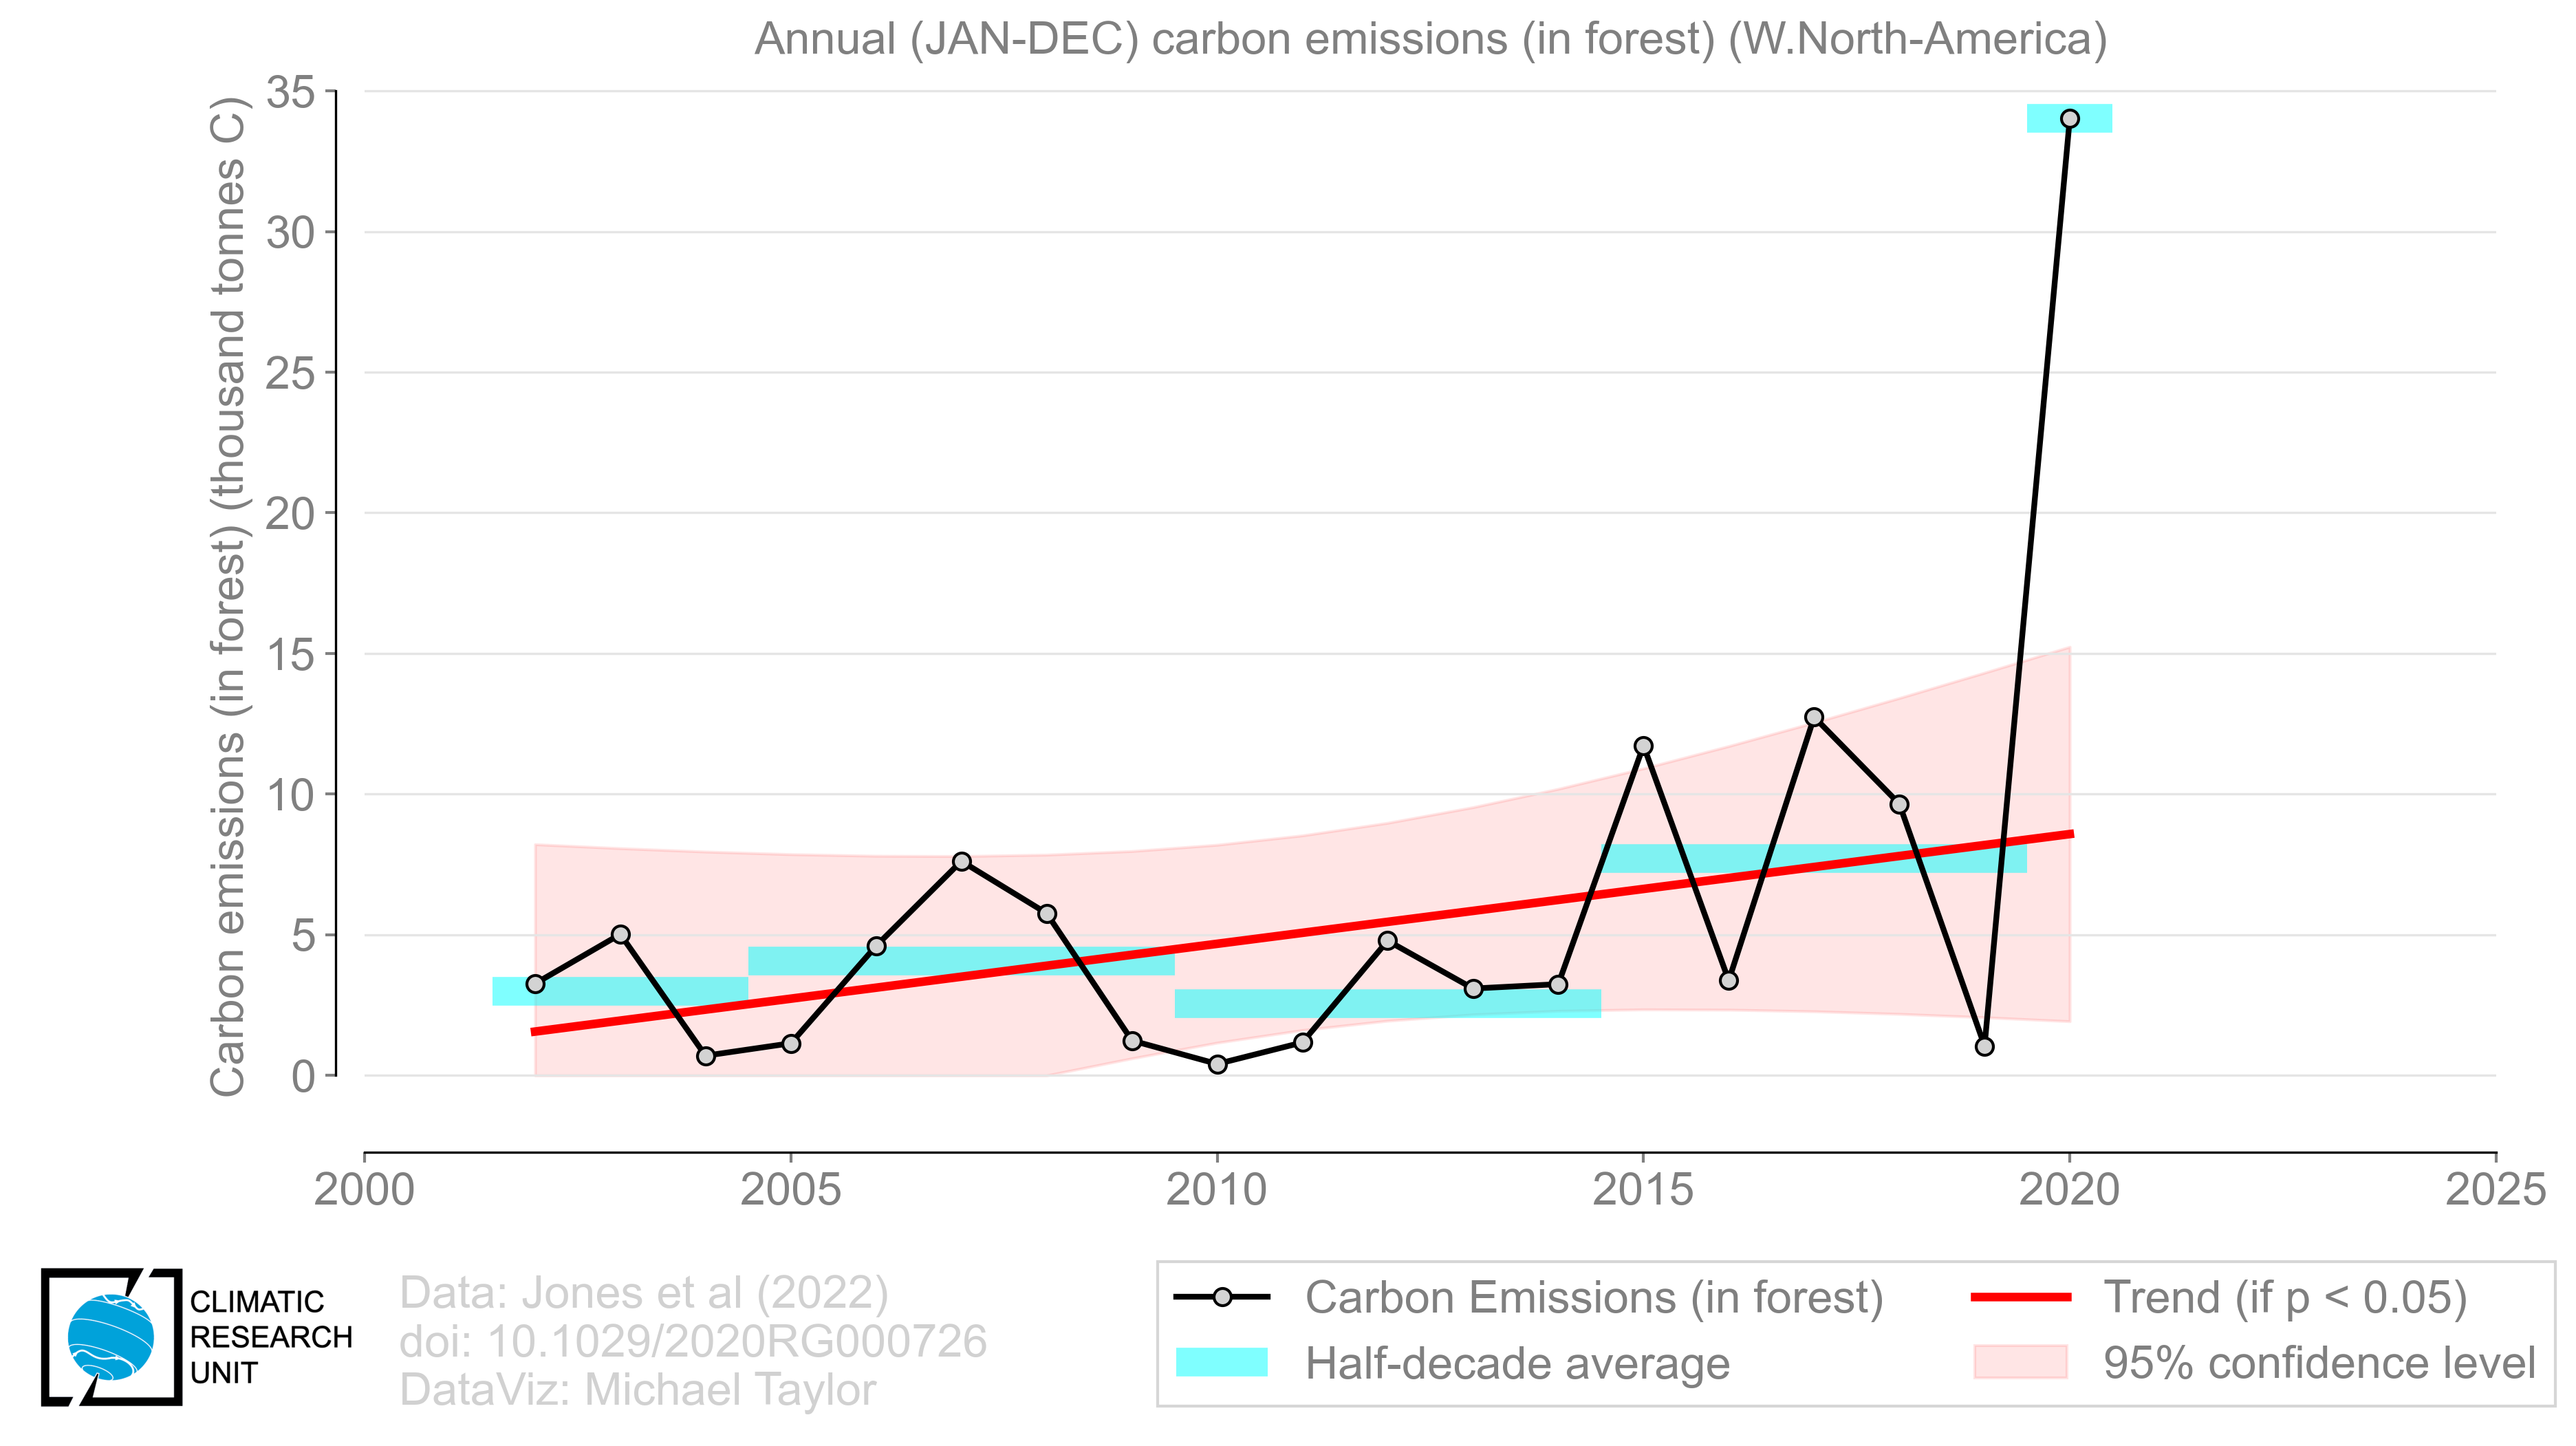 Annual (JAN-DEC) carbon emissions (in forest) (W.North-America)
Carbon emissions (in forest) (thousand tonnes C)
35
30
25
20
15
10
5
0
2000 2005 2010 2015 2020 2025
CLIMATIC
RESEARCH
UNIT
Data: Jones et al (2022)
doi: 10.1029/2020RG000726
DataViz: Michael Taylor
Carbon Emissions (in forest)
Half-decade average
Trend (if p < 0.05)
95% confidence level